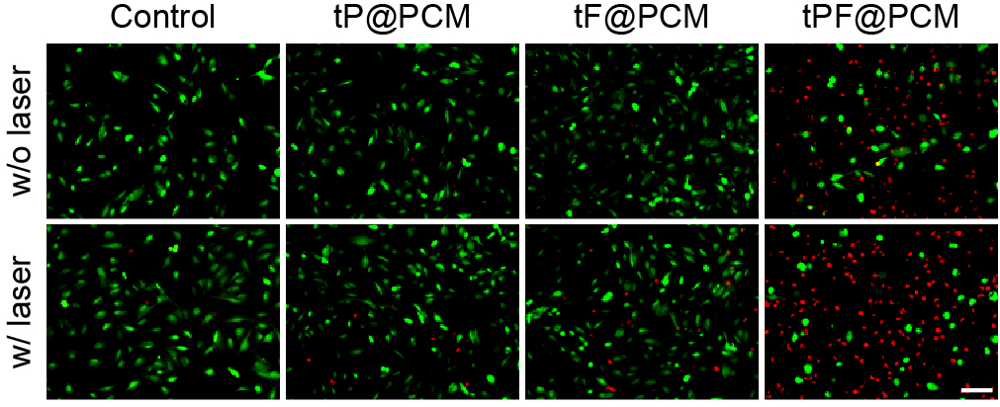 Control tP@PCM tF@PCM tPF@PCM
w/o laser
w/ laser